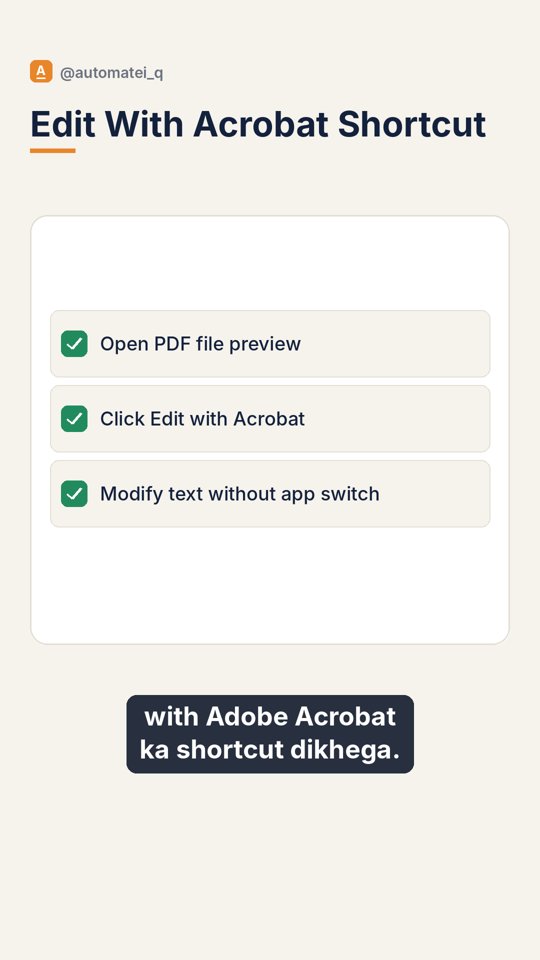 A
@automatei_q
Edit With Acrobat Shortcut
Open PDF file preview
Click Edit with Acrobat
Modify text without app switch
with Adobe Acrobat
ka shortcut dikhega.